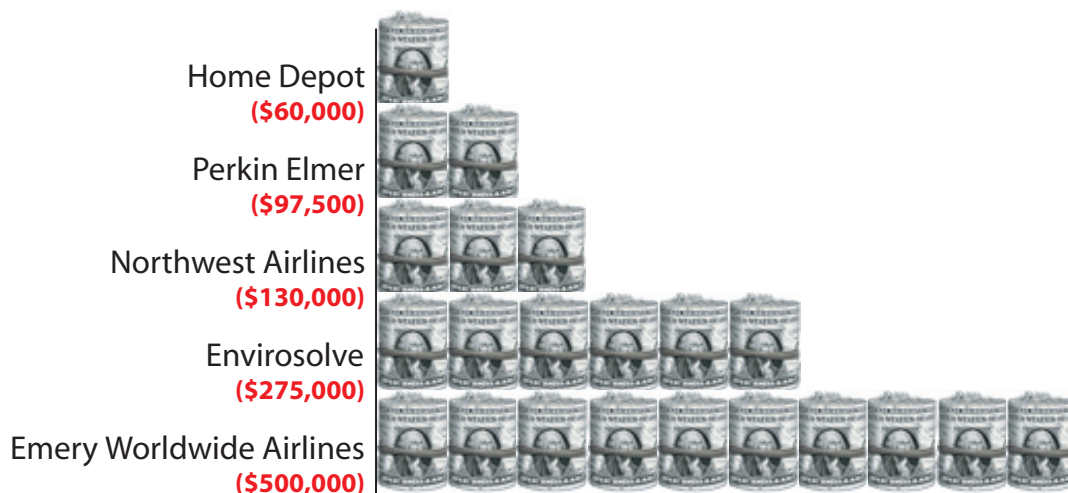 Home Depot
($60,000)
Perkin Elmer
($97,500)
Northwest Airlines
($130,000)
Envirosolve
($275,000)
Emery Worldwide Airlines
($500,000)